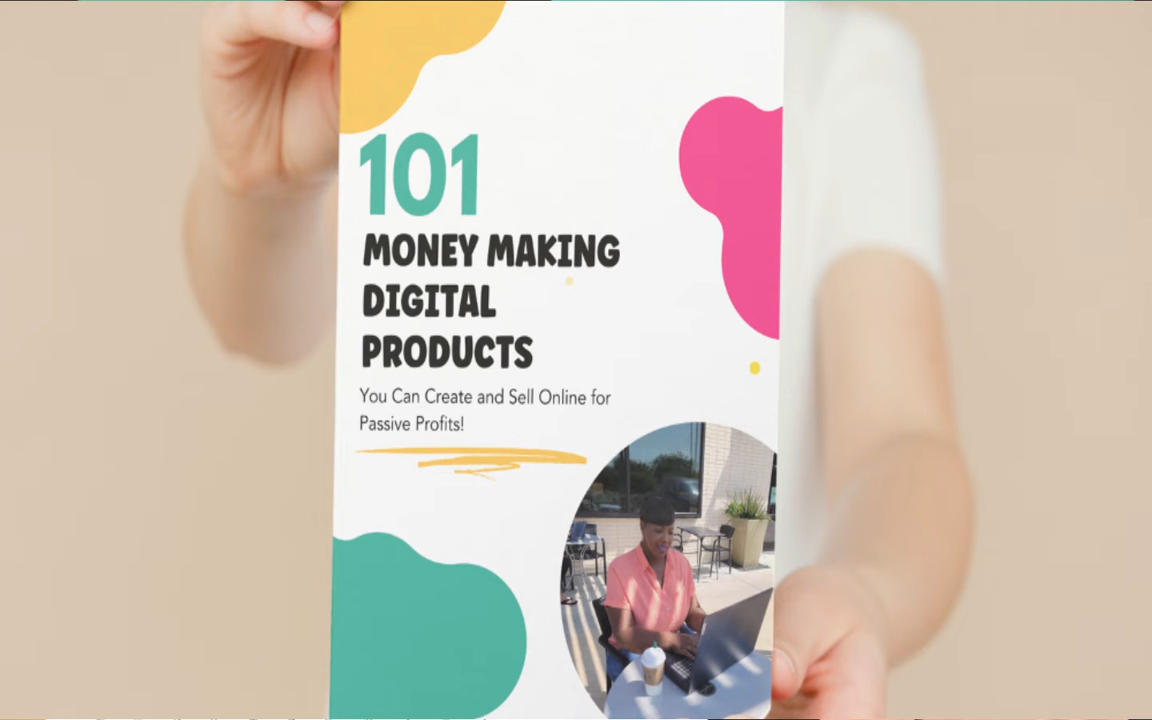 101
MONEY MAKING
DIGITAL
PRODUCTS
You Can Create and Sell Online for
Passive Profits!